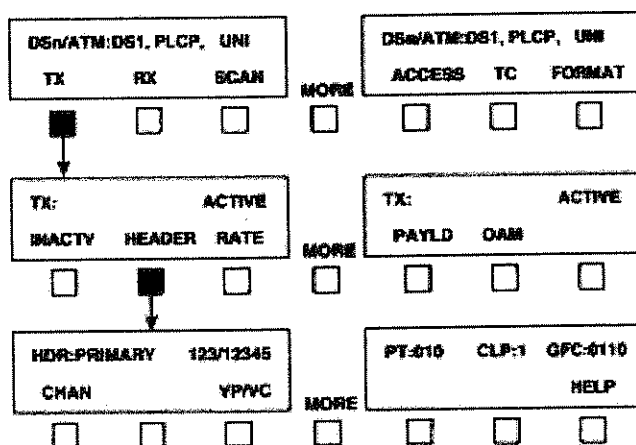 DSn/ATM:DS1, PLCP, UNI
TX RX SCAN
MORE
DSn/ATM:DS1, PLCP, UNI
ACCESS TC FORMAT
TX: ACTIVE
INACTV HEADER RATE
MORE
TX: ACTIVE
PAYLD OAM
HDR:PRIMARY 123/12345
CHAN VP/VC
MORE
PT:010 CLP:1 GFC:0110
HELP